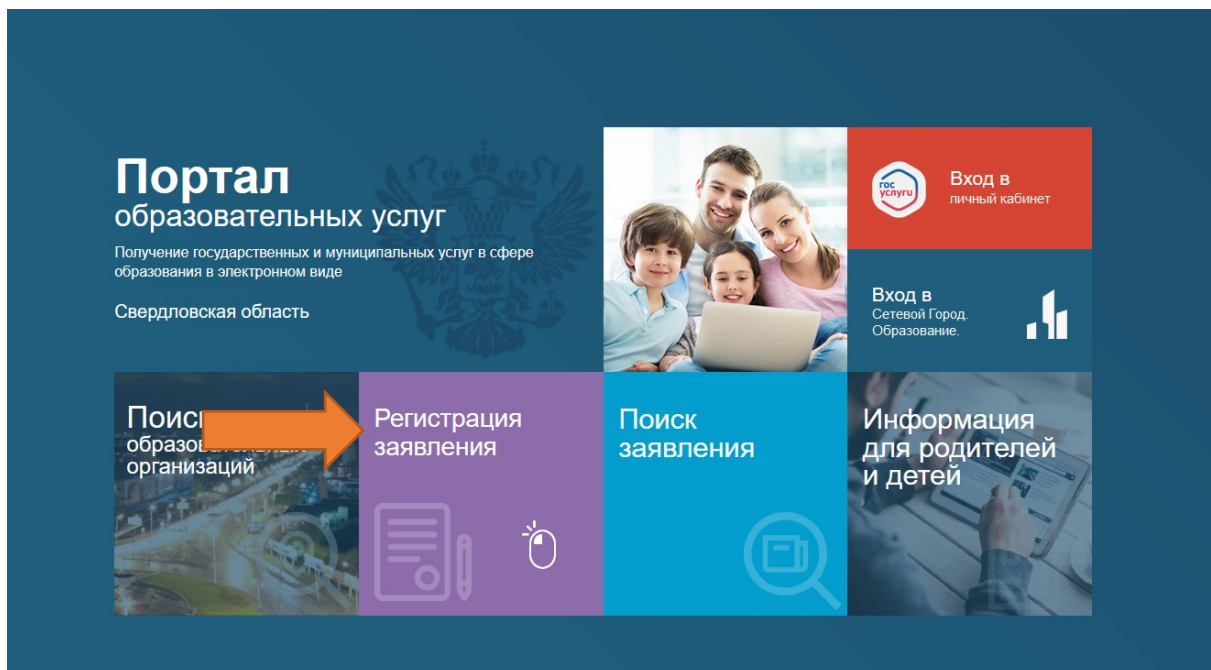 Портал
образовательных услуг
Получение государственных и муниципальных услуг в сфере
образования в электронном виде
Свердловская область
гос
услуги
Вход в
личный кабинет
Вход в
Сетевой Город.
Образование.
организаций
Регистрация
заявления
Поиск
заявления
Информация
для родителей
и детей